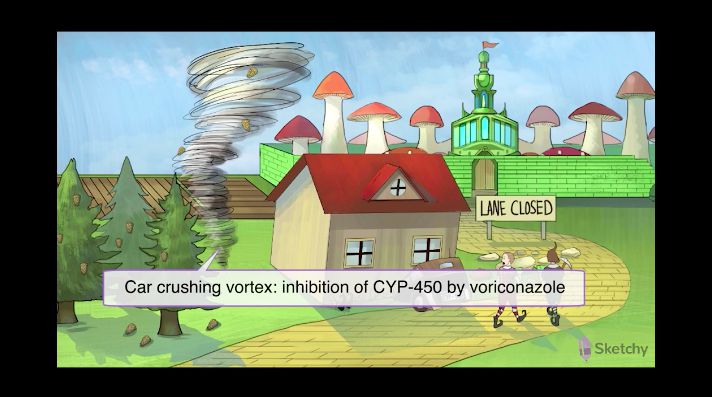 LANE CLOSED
Car crushing vortex: inhibition of CYP-450 by voriconazole
Sketchy